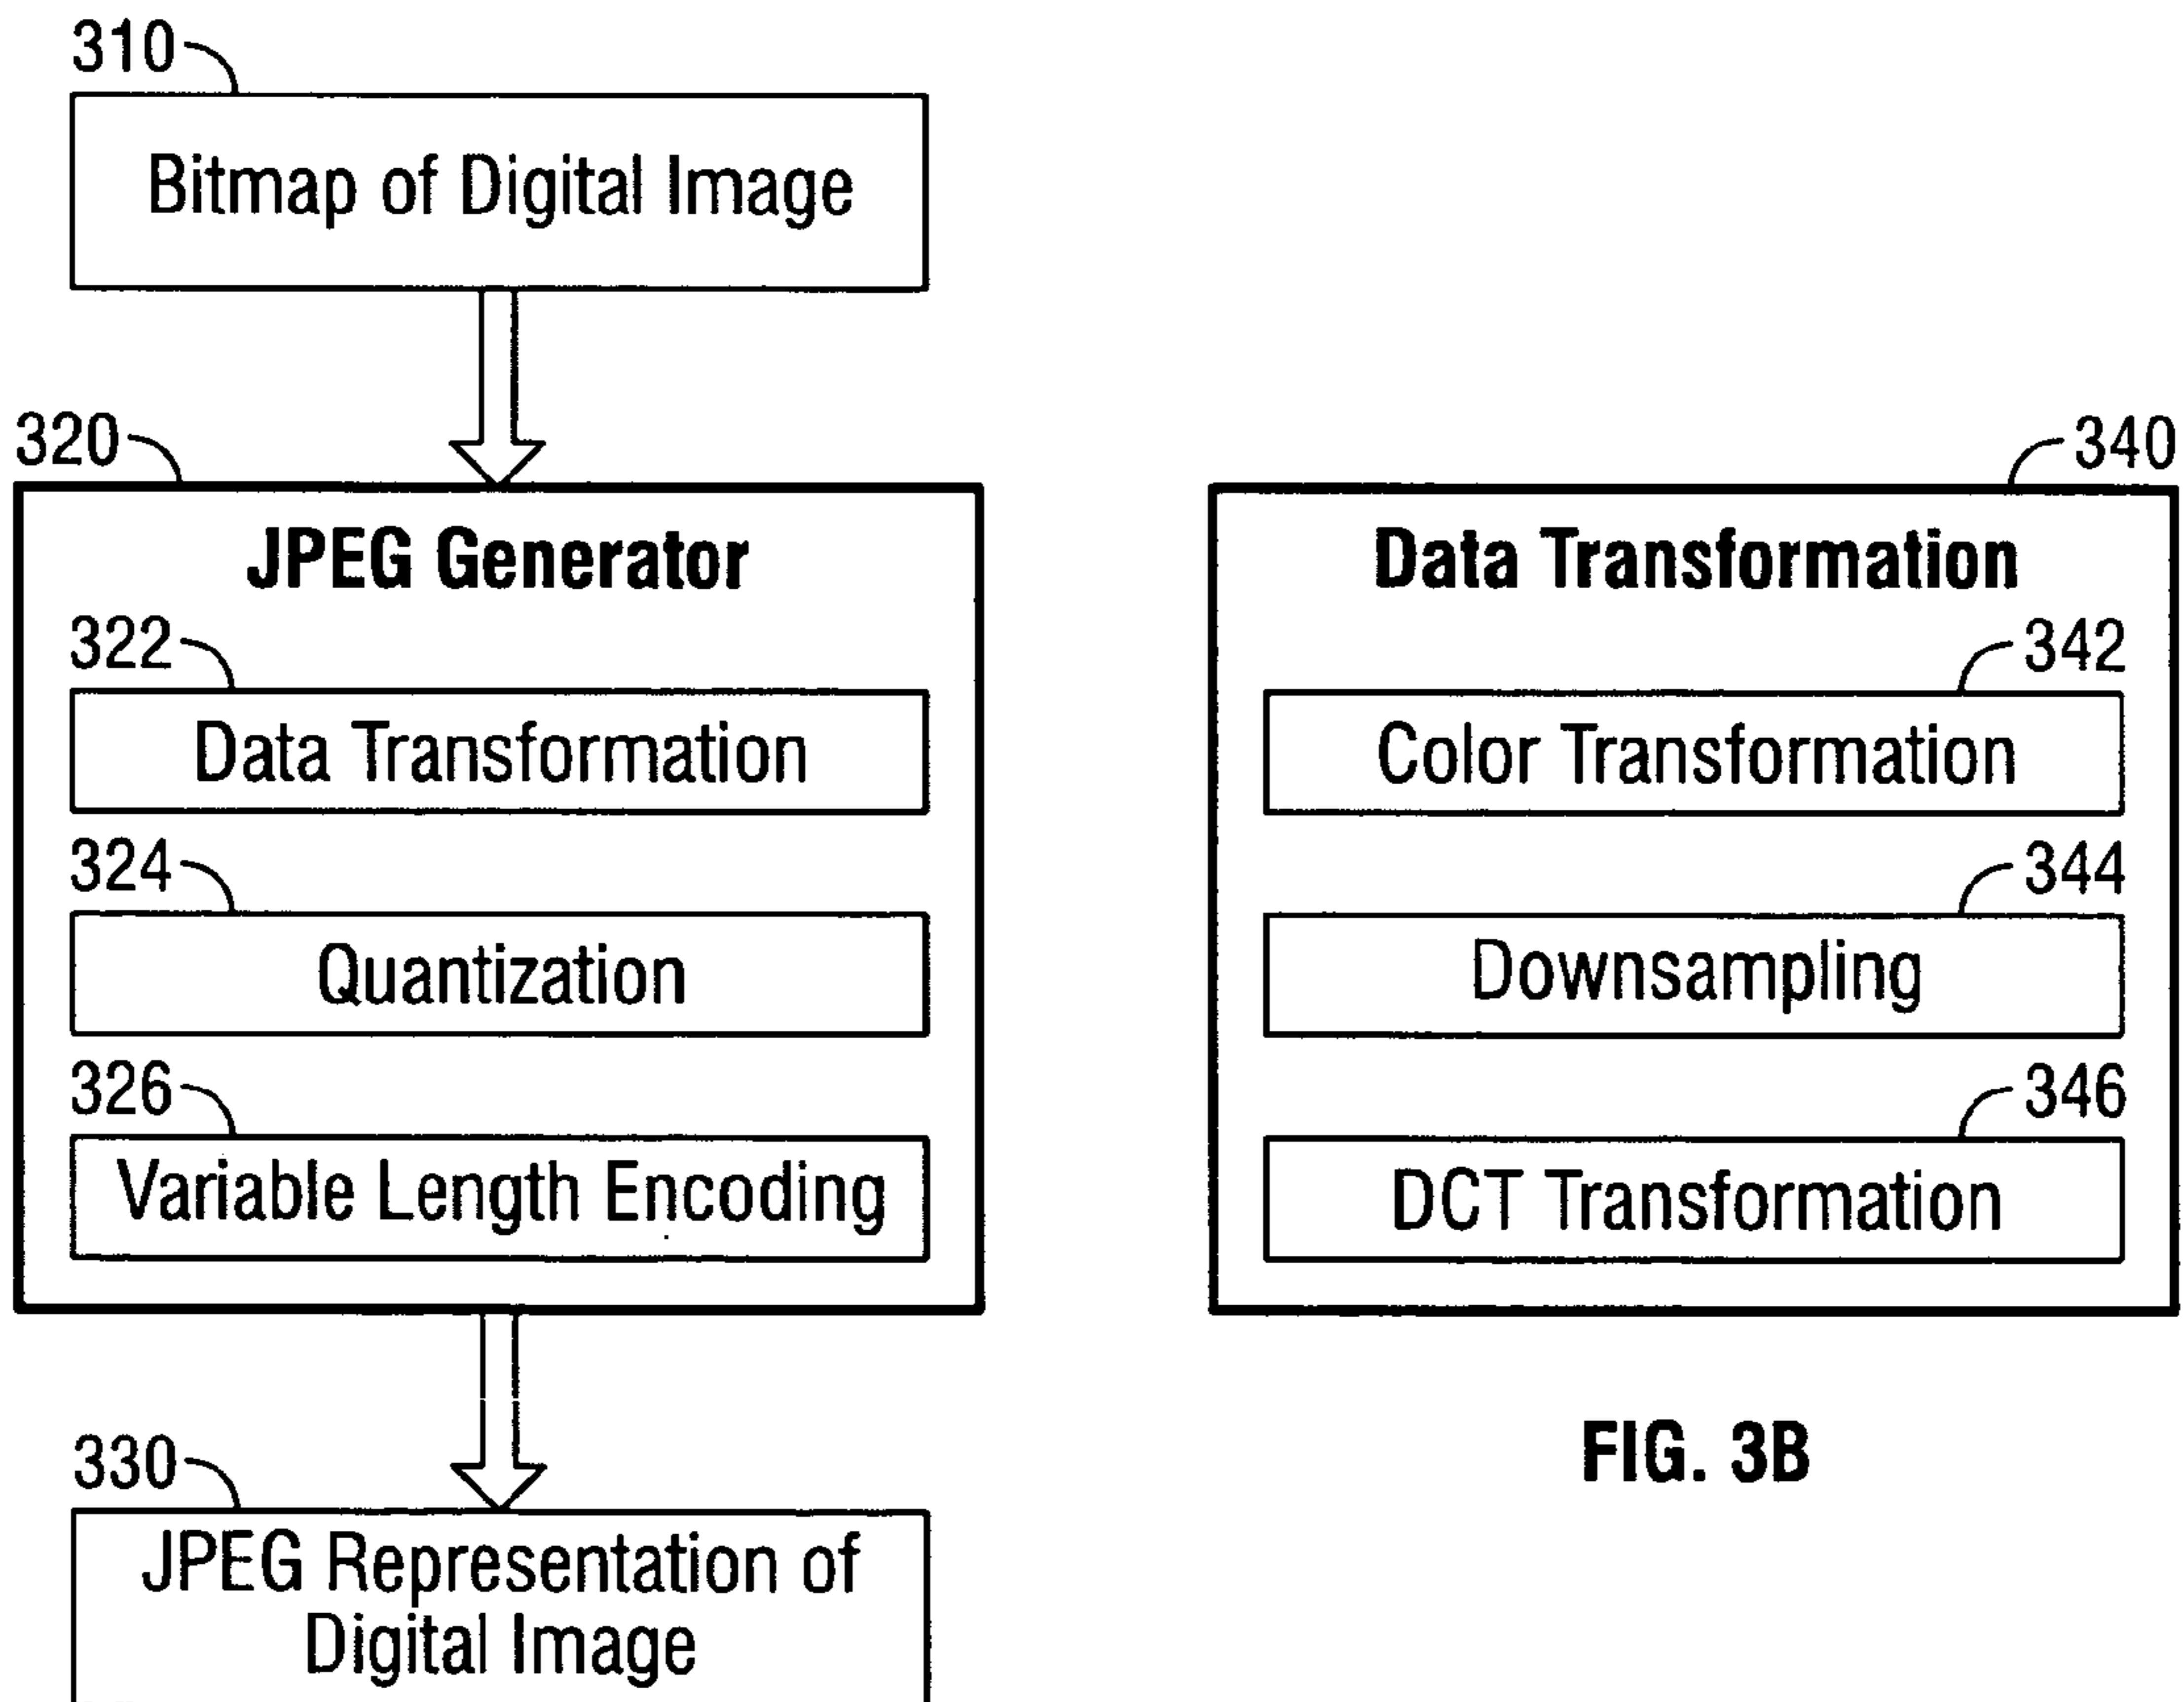 310
Bitmap of Digital Image
320
JPEG Generator
322
Data Transformation
324
Quantization
326
Variable Length Encoding
330
JPEG Representation of
Digital Image
340
Data Transformation
342
Color Transformation
344
Downsampling
346
DCT Transformation
FIG. 3B